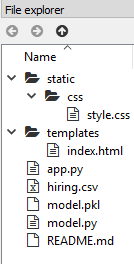 File explorer
Name
static
css
style.css
templates
index.html
app.py
hiring.csv
model.pkl
model.py
README.md